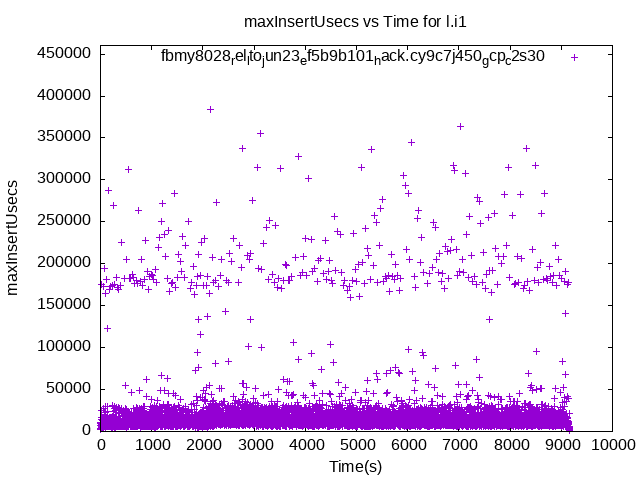 maxInsertUsecs vs Time for l.i1
fbmy8028relltojun23ef5b9b101hack.cy9c7j450gcpc2s30
450000
400000
350000
300000
250000
200000
150000
100000
50000
0
maxInsertUsecs
0 1000 2000 3000 4000 5000 6000 7000 8000 9000 10000
Time(s)